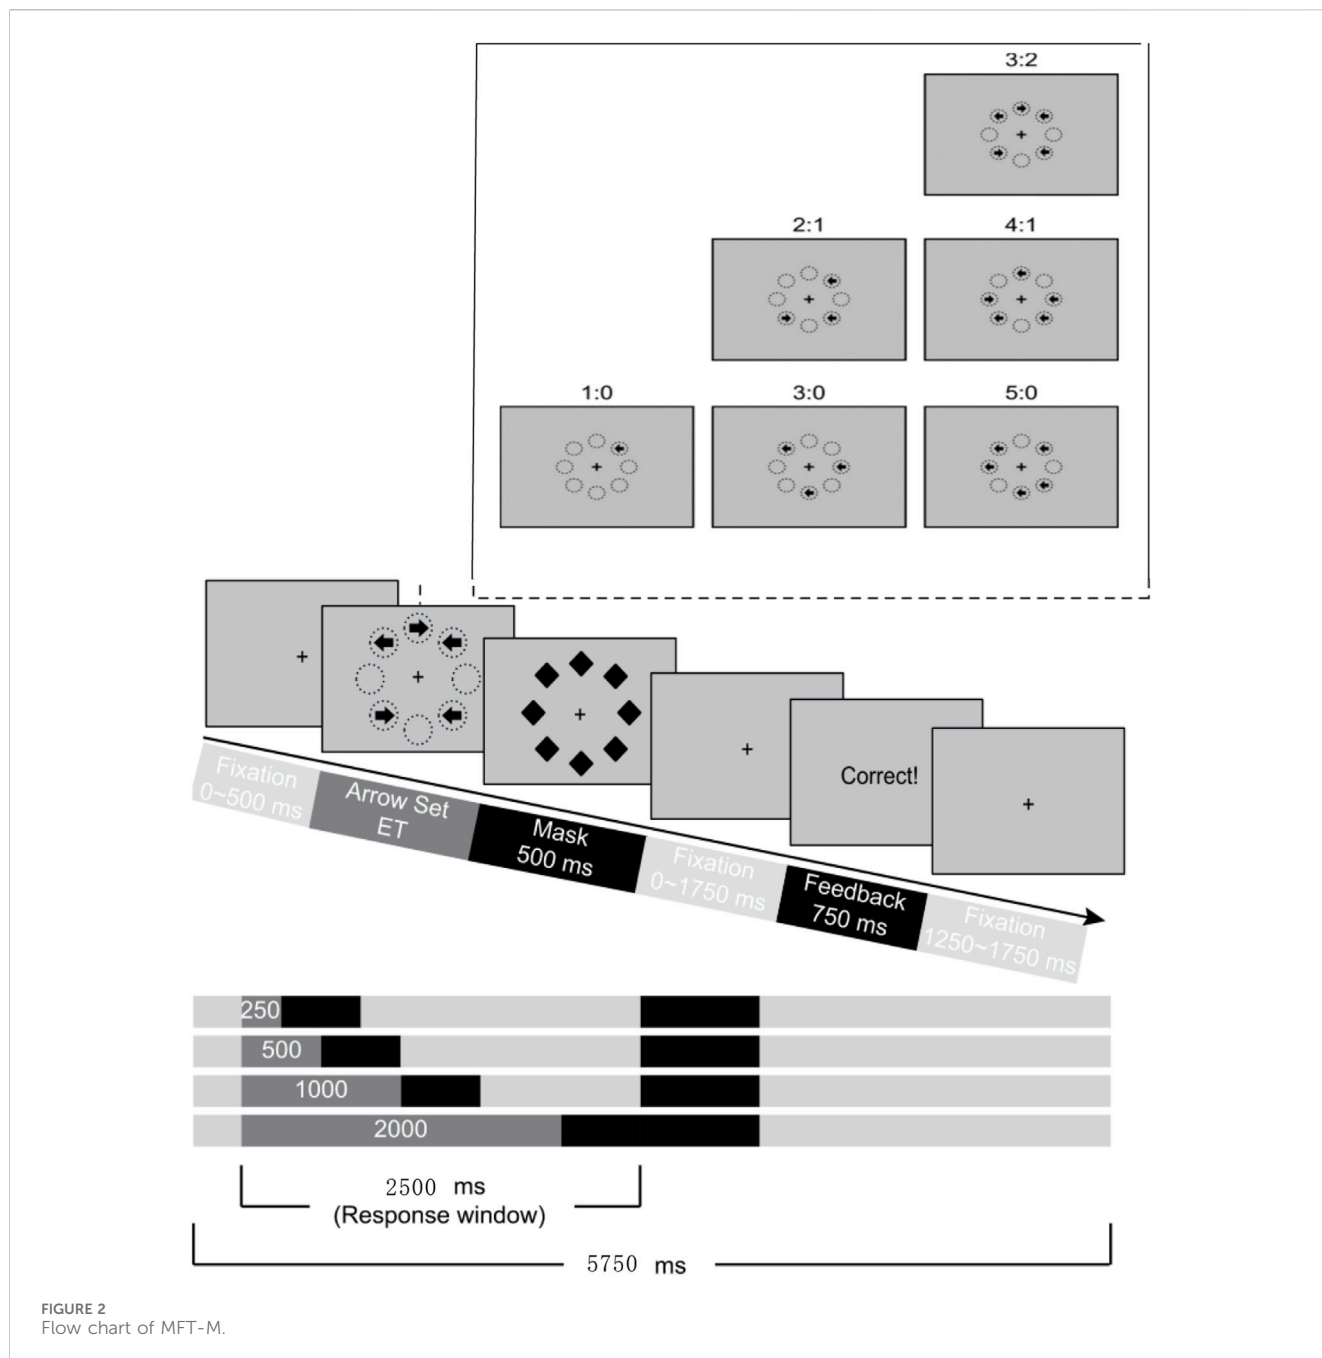 3:2
2:1
4:1
1:0
3:0
5:0
Correct!
Fixation
0~500 ms
Arrow Set
ET
Mask
500 ms
Fixation
0~1750 ms
Feedback
750 ms
Fixation
1250~1750 ms
250
500
1000
2000
2500 ms
(Response window)
5750 ms
FIGURE 2
Flow chart of MFT-M.